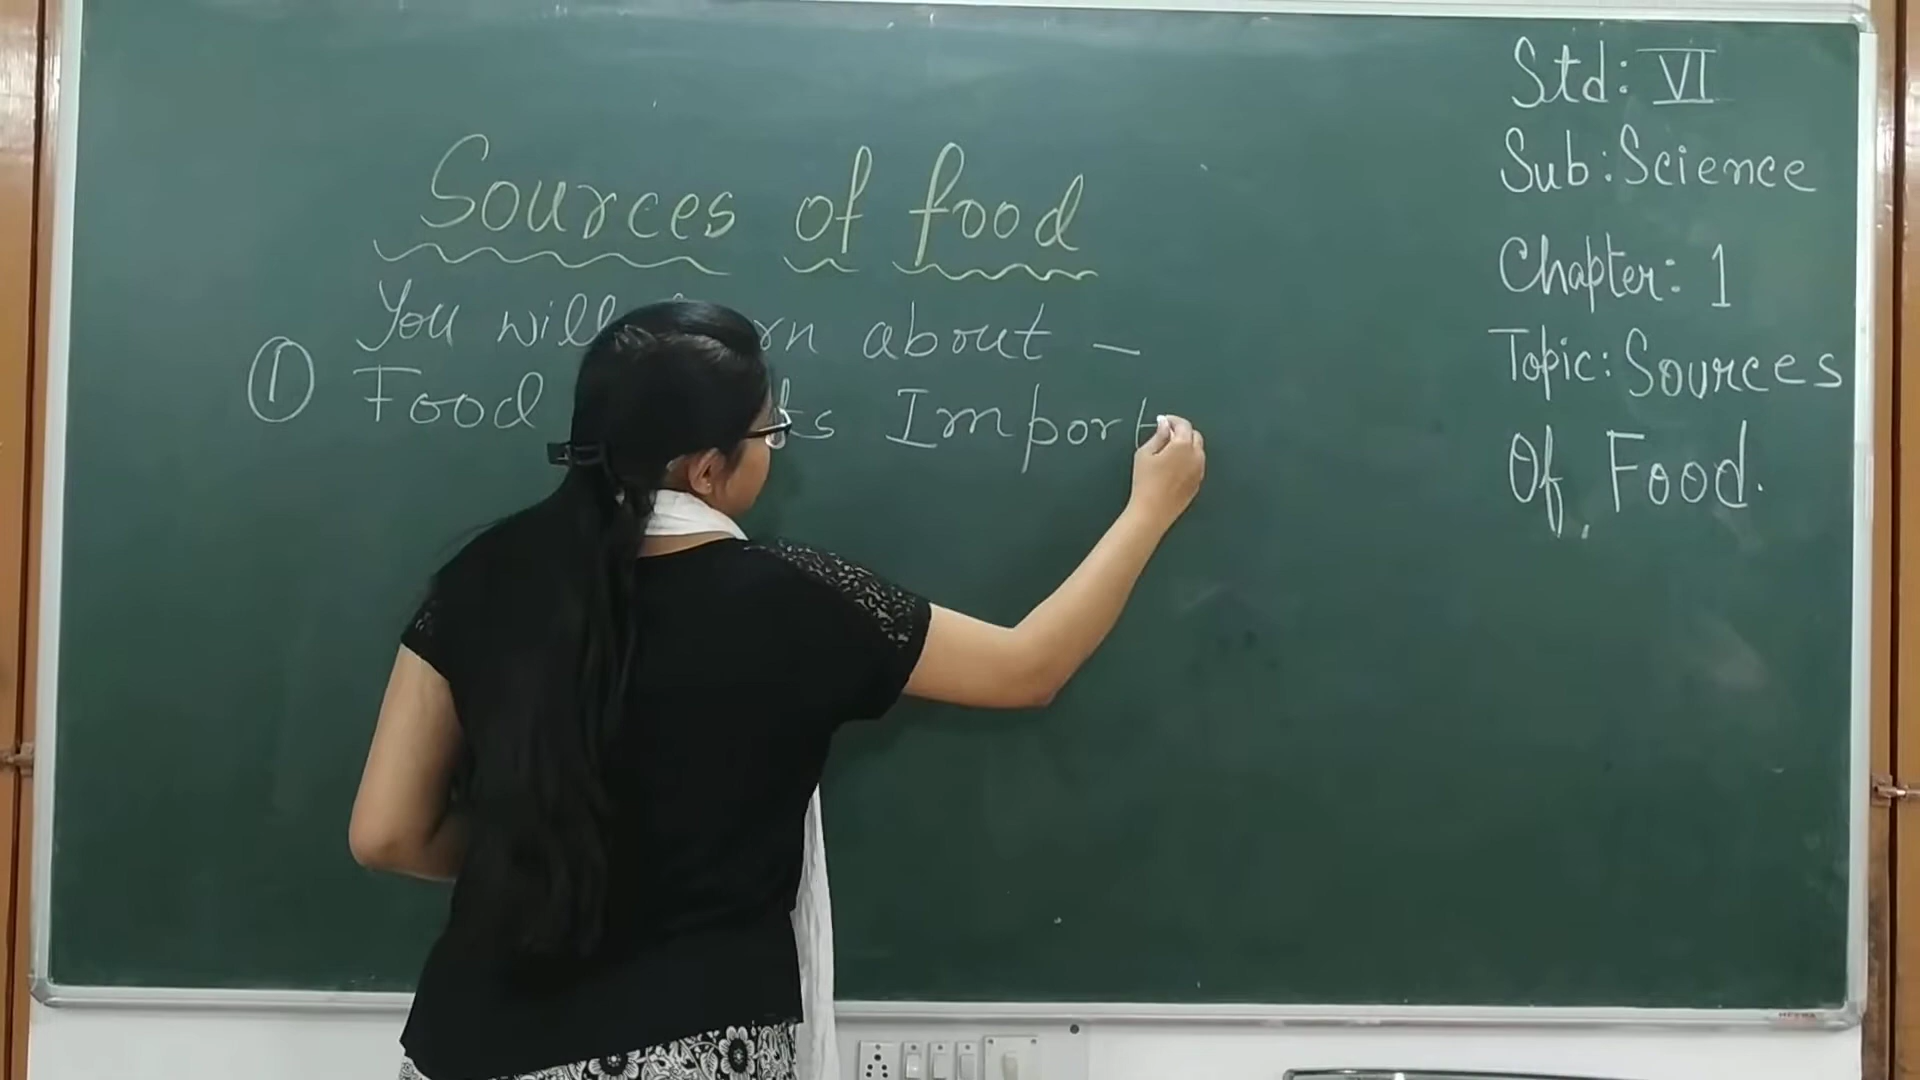 Sources of food
You will about –
① Food Import
Std: VI
Sub: Science
Chapter: 1
Topic: Sources
Of Food.